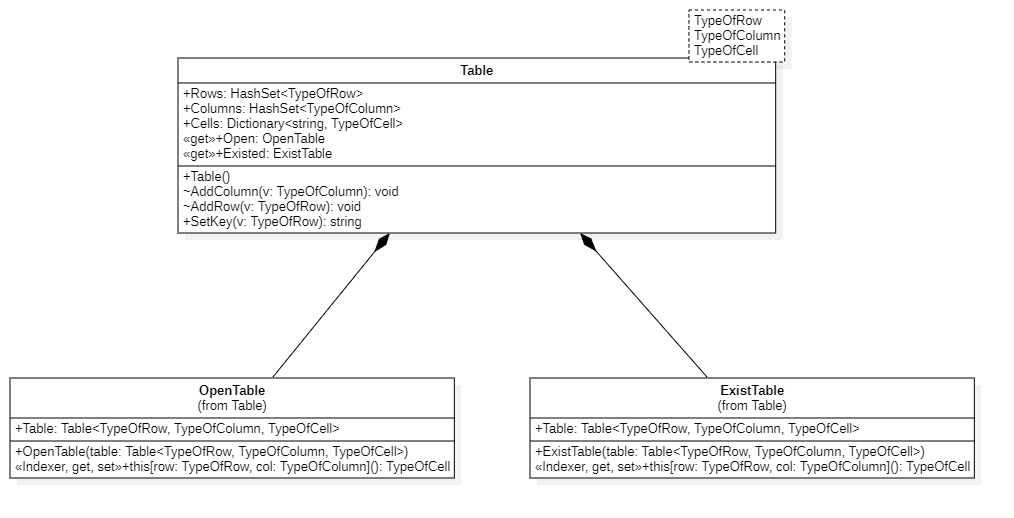 TypeOfRow
TypeOfColumn
TypeOfCell
Table
+Rows: HashSet<TypeOfRow>
+Columns: HashSet<TypeOfColumn>
+Cells: Dictionary<string, TypeOfCell>
«get»+Open: OpenTable
«get»+Existed: ExistTable
+Table()
~AddColumn(v: TypeOfColumn): void
~AddRow(v: TypeOfRow): void
+SetKey(v: TypeOfRow): string
OpenTable
(from Table)
+Table: Table<TypeOfRow, TypeOfColumn, TypeOfCell>
+OpenTable(table: Table<TypeOfRow, TypeOfColumn, TypeOfCell>)
«Indexer, get, set»+this[row: TypeOfRow, col: TypeOfColumn](): TypeOfCell
ExistTable
(from Table)
+Table: Table<TypeOfRow, TypeOfColumn, TypeOfCell>
+ExistTable(table: Table<TypeOfRow, TypeOfColumn, TypeOfCell>)
«Indexer, get, set»+this[row: TypeOfRow, col: TypeOfColumn](): TypeOfCell